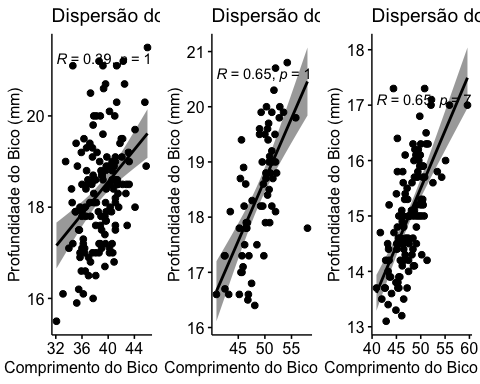 Dispersão do
Dispersão do
Dispersão do
R = 0.39, p = 1
R = 0.65, p = 1
R = 0.65, p = 7
Profundidade do Bico (mm)
Profundidade do Bico (mm)
Profundidade do Bico (mm)
20
18
16
21
20
19
18
17
16
18
17
16
15
14
13
32 36 40 44
45 50 55
40 45 50 55 60
Comprimento do Bico
Comprimento do Bico
Comprimento do Bico